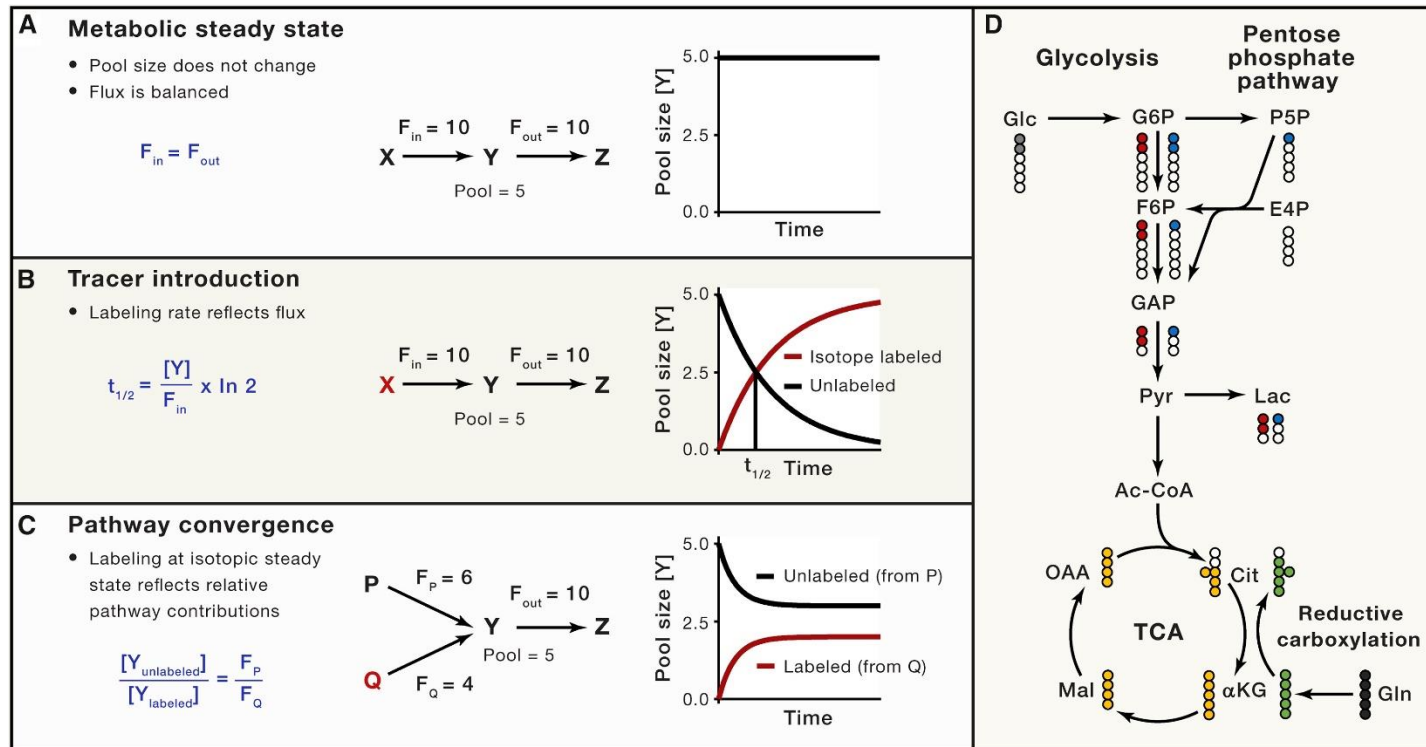 A
Metabolic steady state
• Pool size does not change
• Flux is balanced
F_in = F_out
F_in = 10 F_out = 10
X Y Z
Pool = 5
Pool size [Y]
5.0
2.5
0.0
Time
B
Tracer introduction
• Labeling rate reflects flux
t_1/2 = [Y] / F_in x ln 2
F_in = 10 F_out = 10
X Y Z
Pool = 5
Pool size [Y]
5.0
2.5
0.0
Isotope labeled
Unlabeled
t_1/2 Time
C
Pathway convergence
• Labeling at isotopic steady
state reflects relative
pathway contributions
[Y_unlabeled] / [Y_labeled] = F_P / F_Q
P
F_P = 6
F_out = 10
Y Z
Pool = 5
Q
F_Q = 4
Pool size [Y]
5.0
2.5
0.0
Unlabeled (from P)
Labeled (from Q)
Time
D
Glycolysis
Pentose
phosphate
pathway
Glc G6P P5P
F6P E4P
GAP
Pyr Lac
Ac-CoA
OAA Cit
TCA
Reductive
carboxylation
Mal αKG Gln